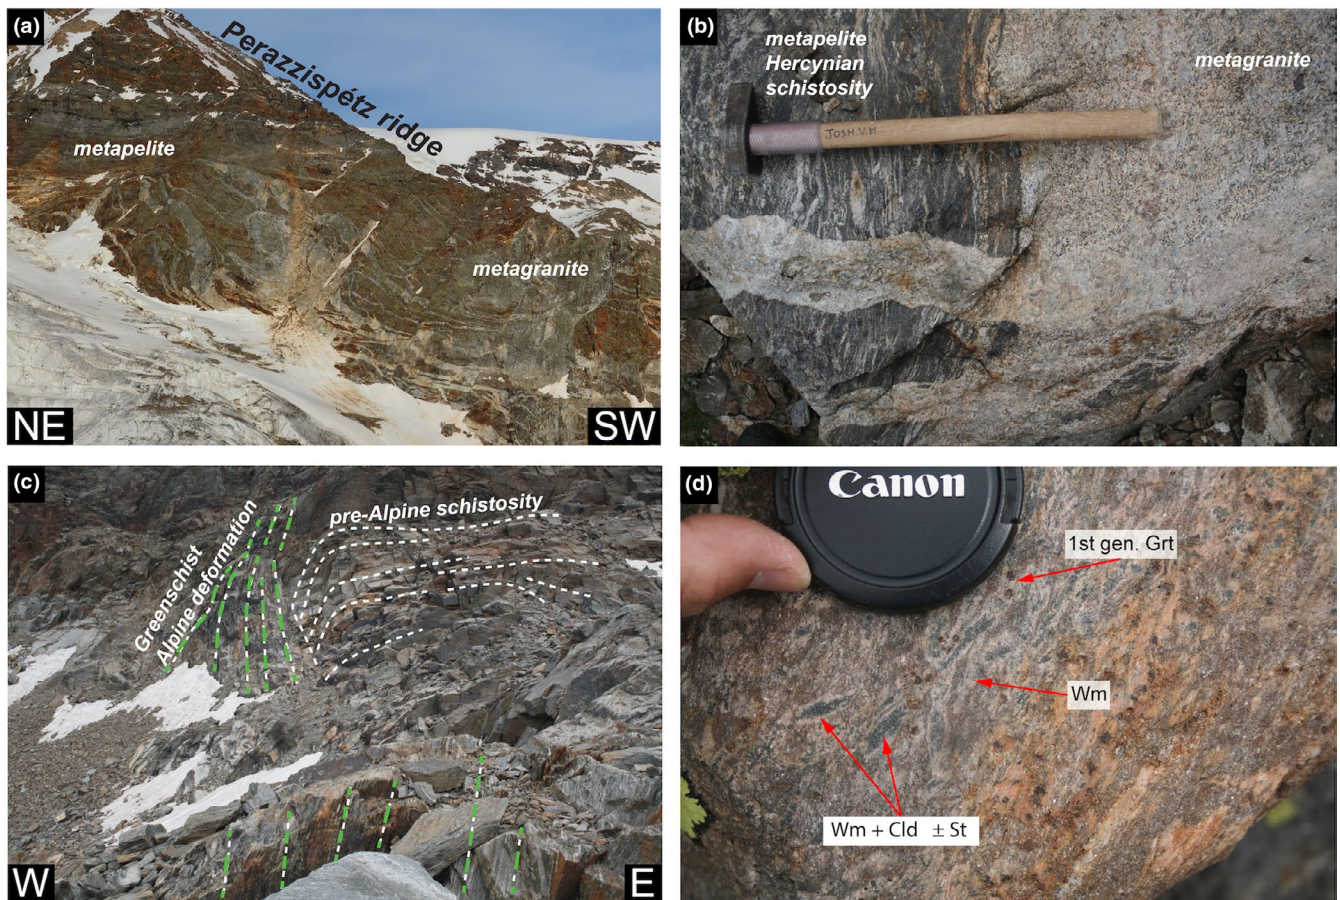 (a)
Perazzispétz ridge
metapelite
metagranite
NE
SW
(b)
metapelite
Hercynian
schistosity
metagranite
JOSH.V.H
(c)
Greenschist
Alpine deformation
pre-Alpine schistosity
W
E
(d)
Canon
1st gen. Grt
Wm
Wm + Cld ± St